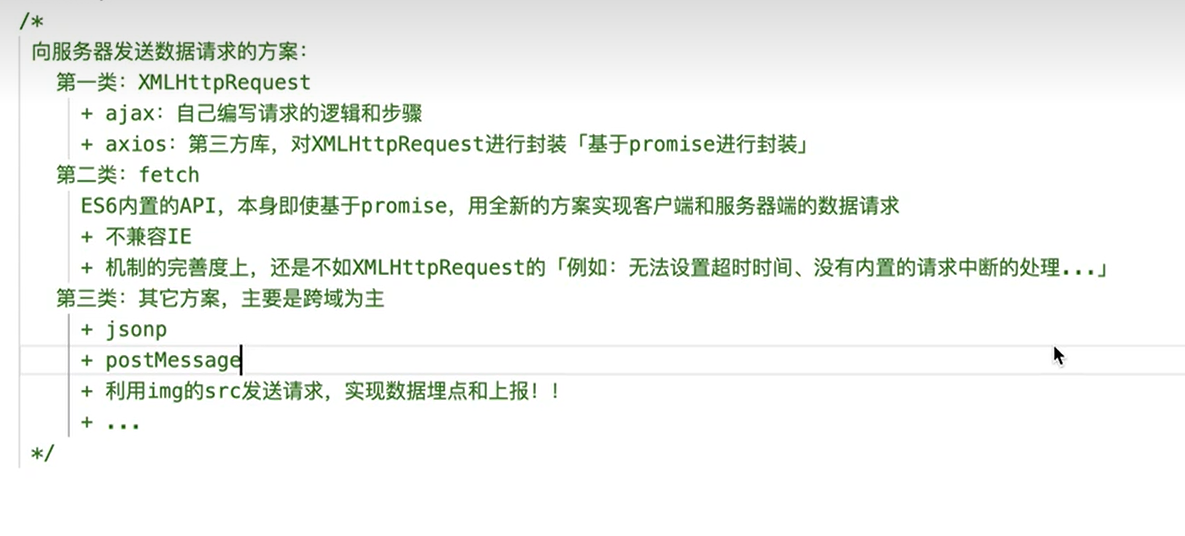 /*
向服务器发送数据请求的方案：
第一类：XMLHttpRequest
+ ajax：自己编写请求的逻辑和步骤
+ axios：第三方库，对XMLHttpRequest进行封装「基于promise进行封装」
第二类：fetch
ES6内置的API，本身即使基于promise，用全新的方案实现客户端和服务器端的数据请求
+ 不兼容IE
+ 机制的完善度上，还是不如XMLHttpRequest的「例如：无法设置超时时间、没有内置的请求中断的处理...」
第三类：其它方案，主要是跨域为主
+ jsonp
+ postMessage
+ 利用img的src发送请求，实现数据埋点和上报！！
+ ...
*/